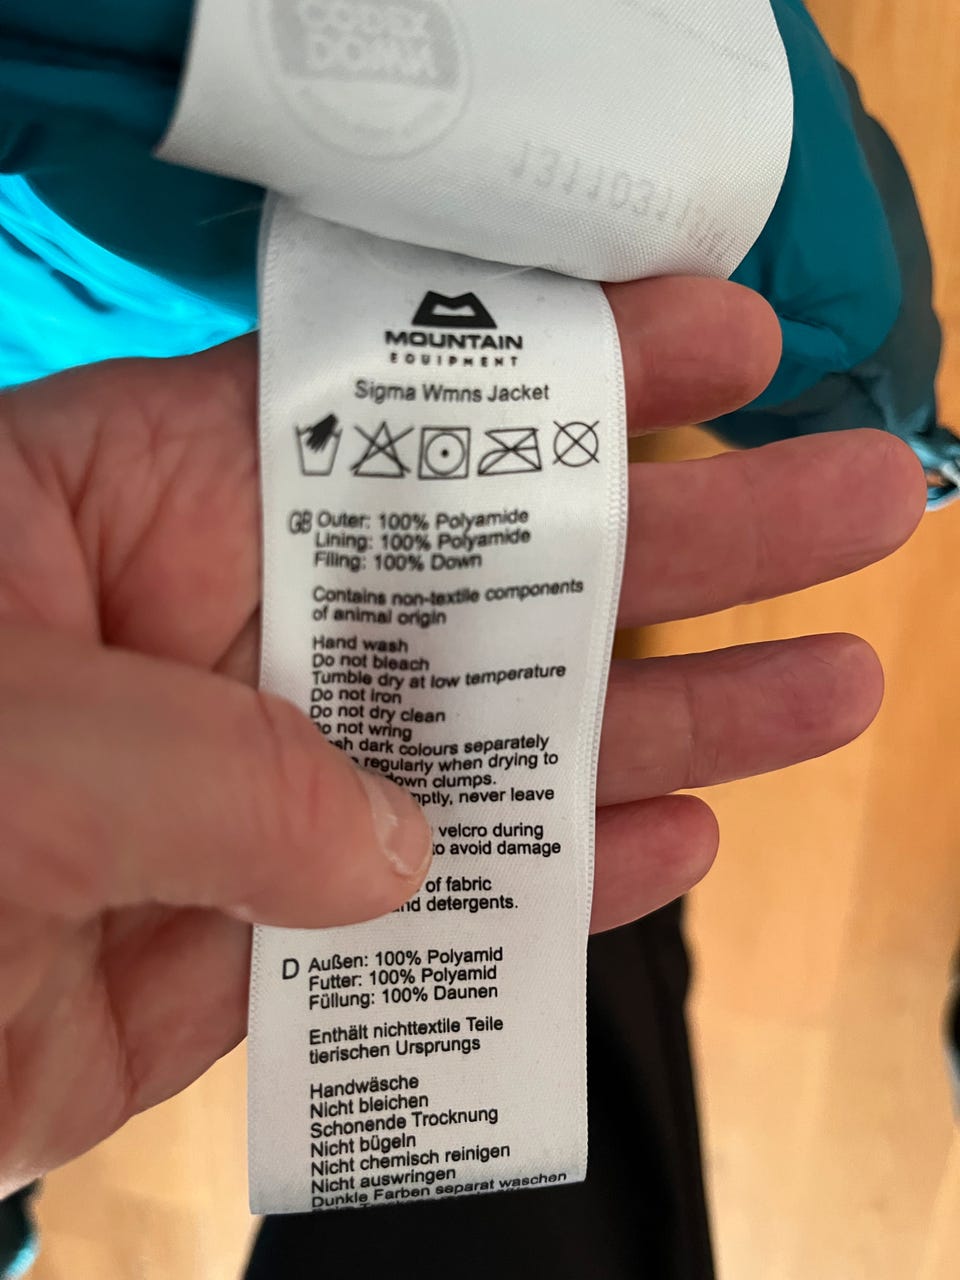 CODEX
DOWN
MOUNTAIN
EQUIPMENT
Sigma Wmns Jacket
GB Outer: 100% Polyamide
Lining: 100% Polyamide
Filing: 100% Down
Contains non-textile components
of animal origin
Hand wash
Do not bleach
Tumble dry at low temperature
Do not iron
Do not dry clean
not wring
dark colours separately
regularly when drying to
clumps.
never leave
velcro during
avoid damage
of fabric
detergents.
D Außen: 100% Polyamid
Futter: 100% Polyamid
Füllung: 100% Daunen
Enthält nichttextile Teile
tierischen Ursprungs
Handwäsche
Nicht bleichen
Schonende Trocknung
Nicht bügeln
Nicht chemisch reinigen
Nicht auswringen
Dunkle Farben separat waschen